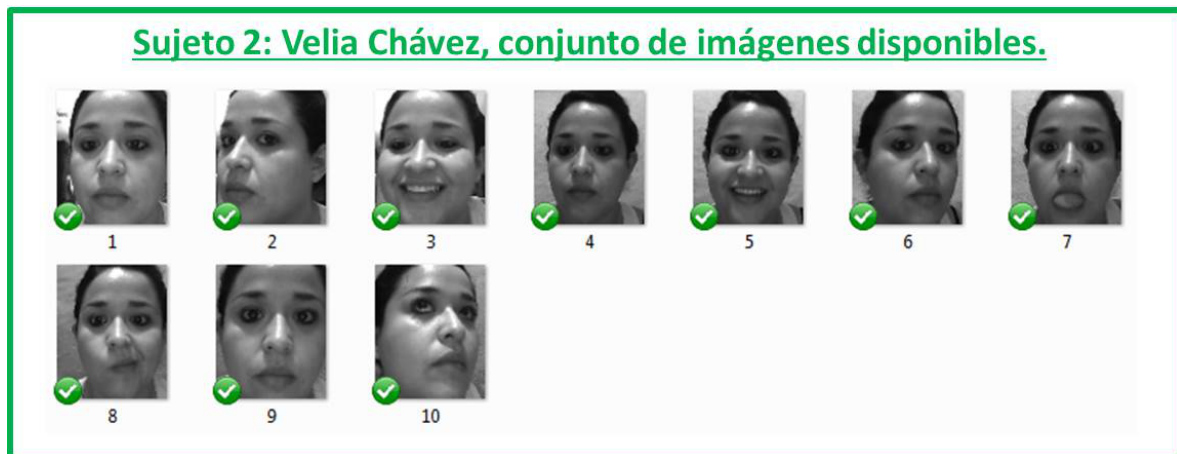 Sujeto 2: Velia Chávez, conjunto de imágenes disponibles.
1 2 3 4 5 6 7
8 9 10